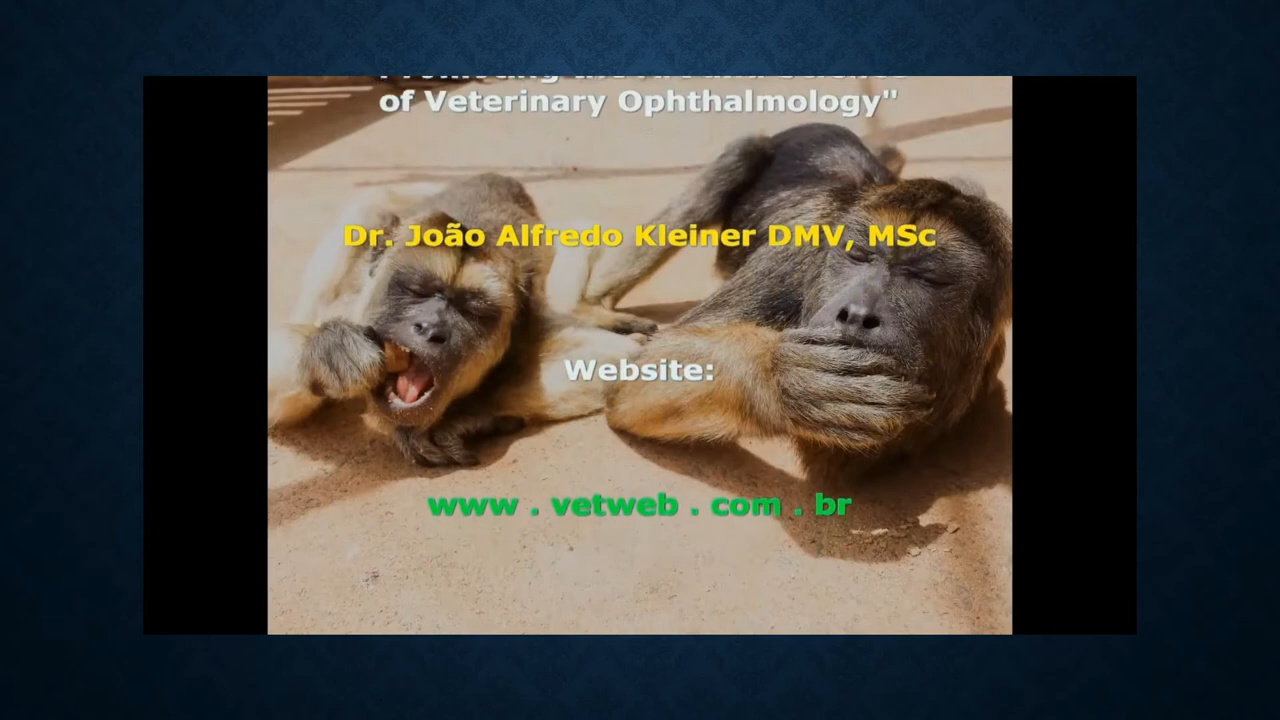 of Veterinary Ophthalmology"
Dr. João Alfredo Kleiner DMV, MSc
Website:
www . vetweb . com . br